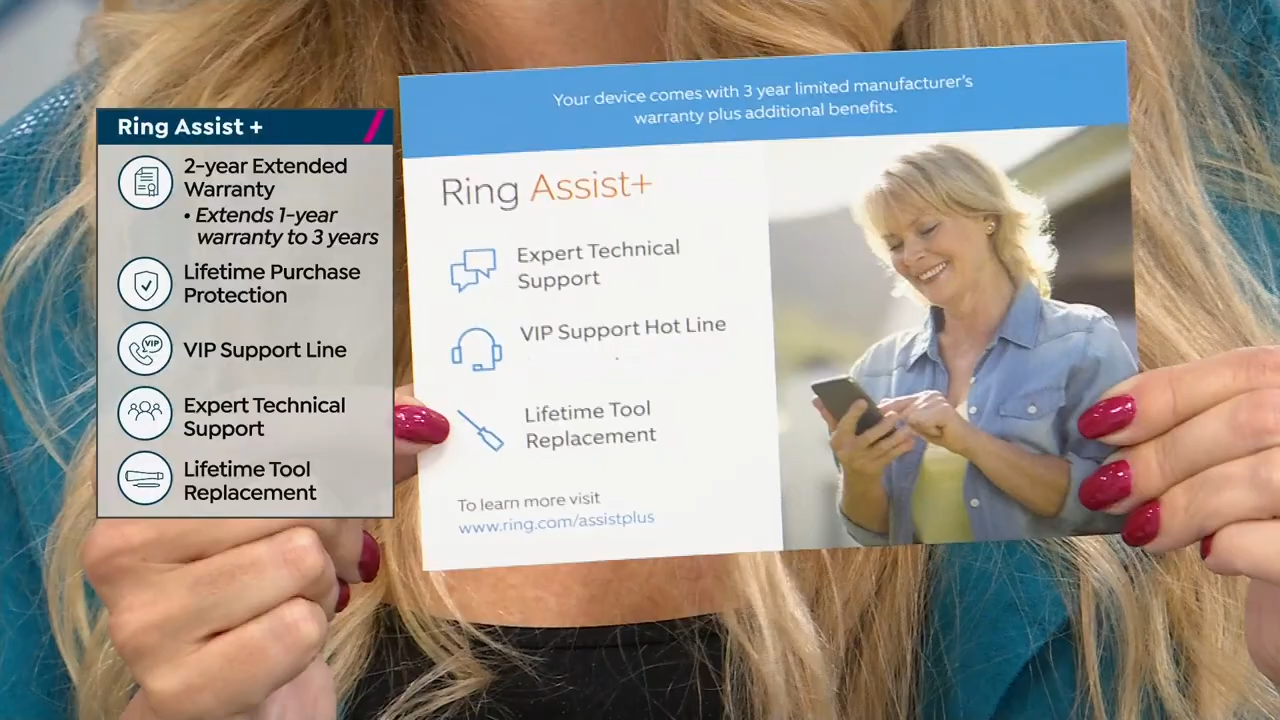 Ring Assist +
2-year Extended
Warranty
• Extends 1-year
warranty to 3 years
Lifetime Purchase
Protection
VIP
VIP Support Line
Expert Technical
Support
Lifetime Tool
Replacement
Your device comes with 3 year limited manufacturer's
warranty plus additional benefits.
Ring Assist+
Expert Technical
Support
VIP Support Hot Line
Lifetime Tool
Replacement
To learn more visit
www.ring.com/assistplus